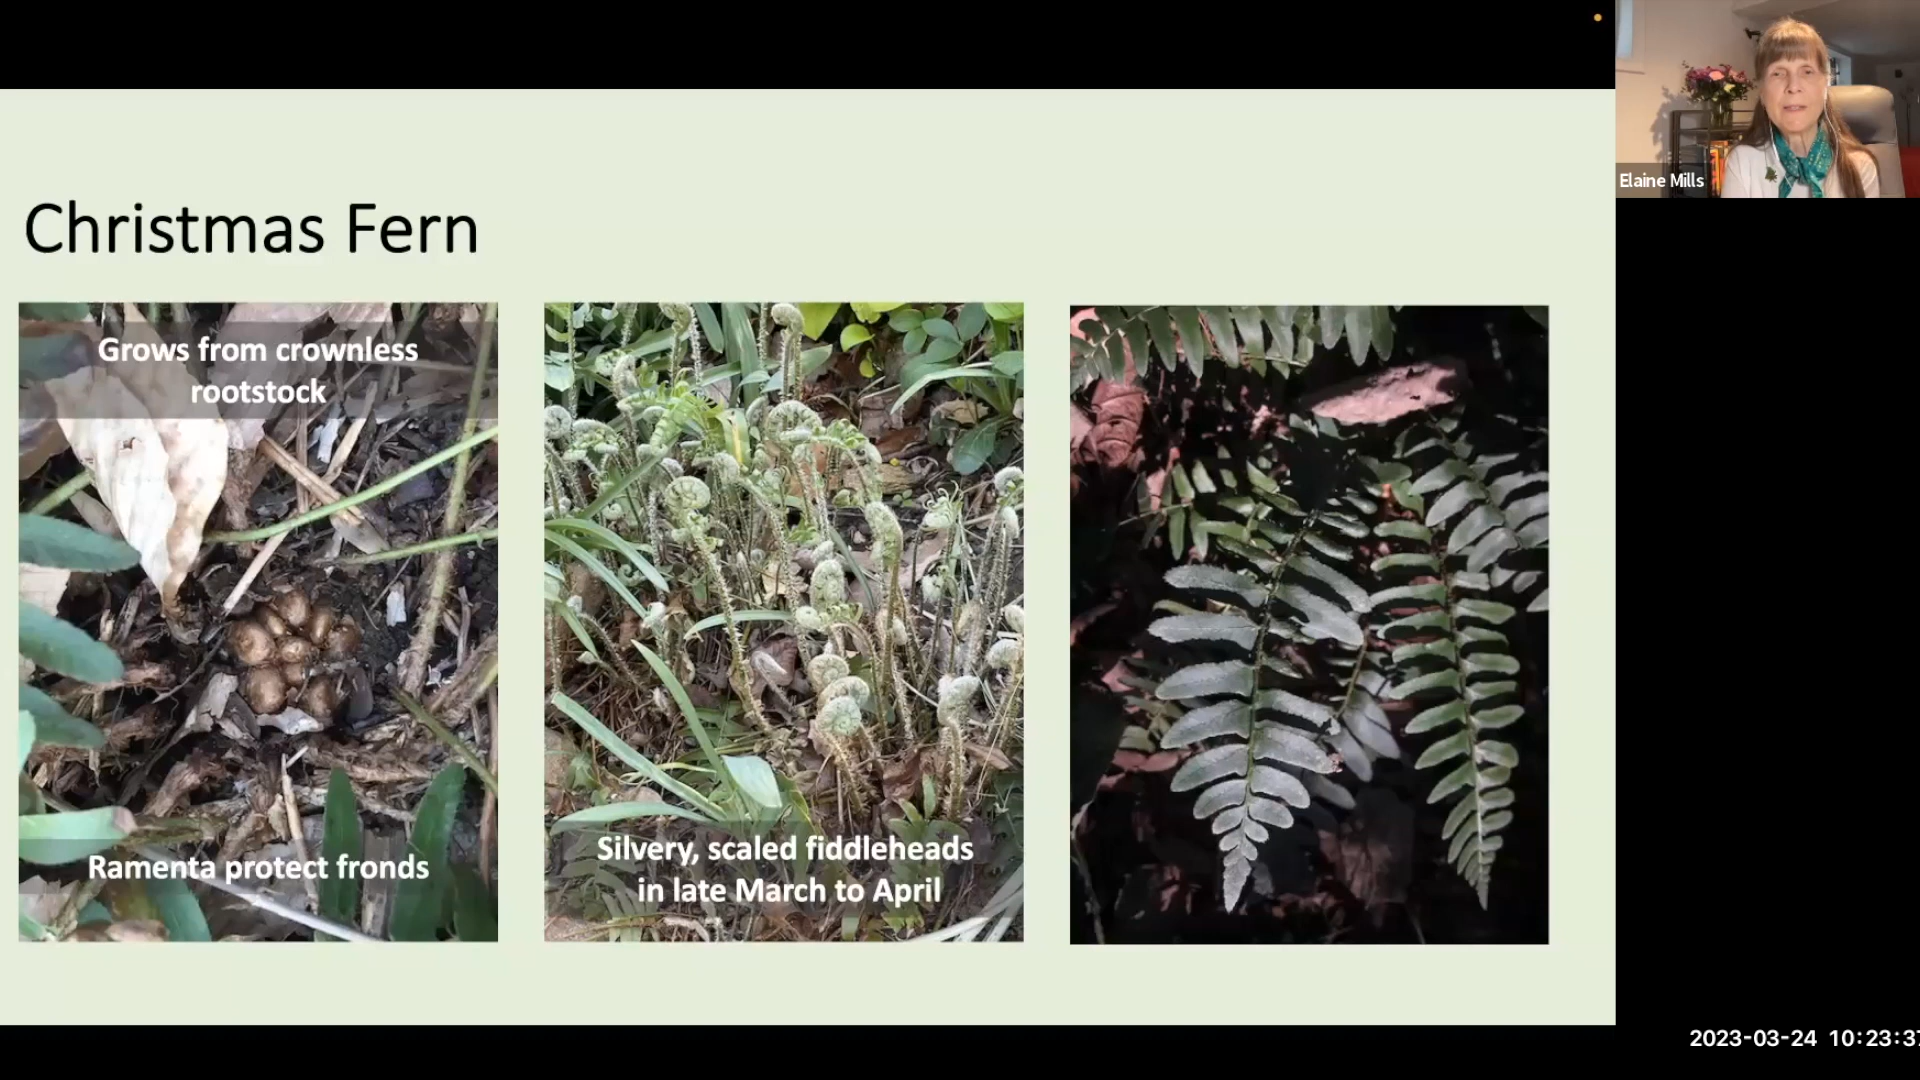 Elaine Mills
Christmas Fern
Grows from crownless
rootstock
Ramenta protect fronds
Silvery, scaled fiddleheads
in late March to April
2023-03-24 10:23:37